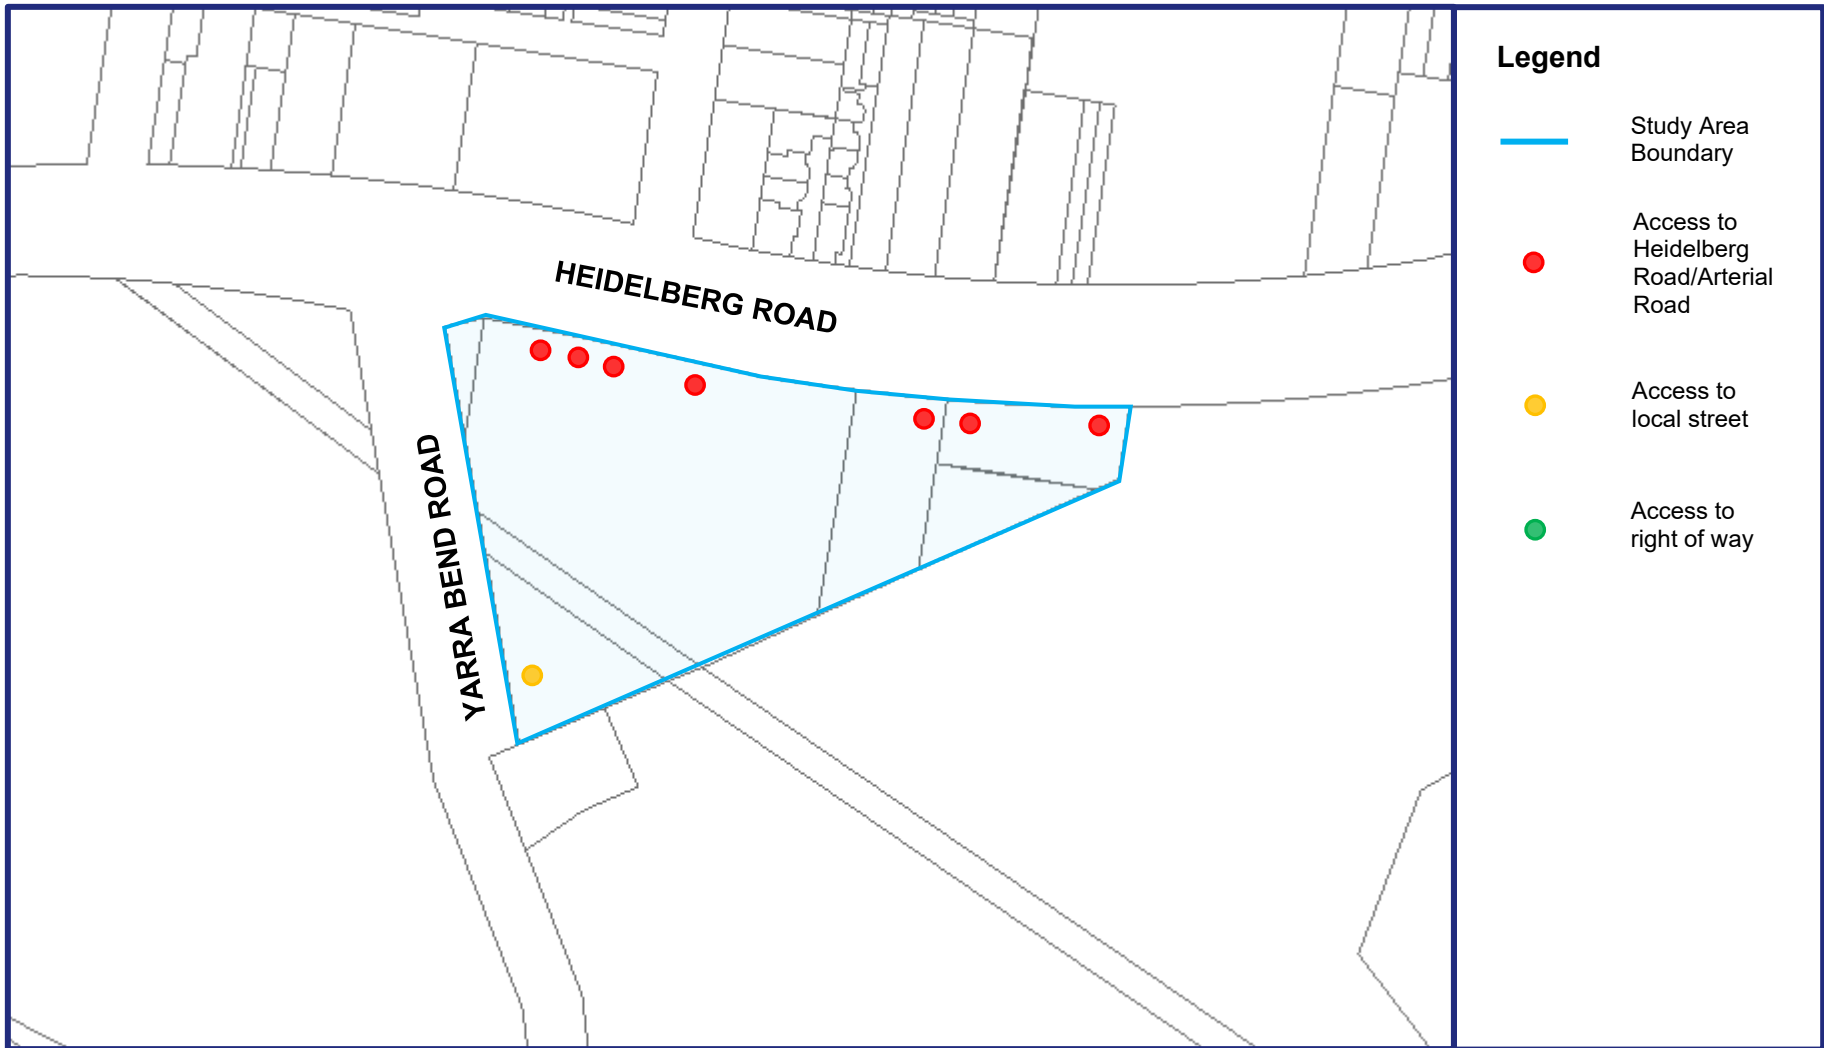 HEIDELBERG ROAD
YARRA BEND ROAD
Legend
Study Area
Boundary
Access to
Heidelberg
Road/Arterial
Road
Access to
local street
Access to
right of way